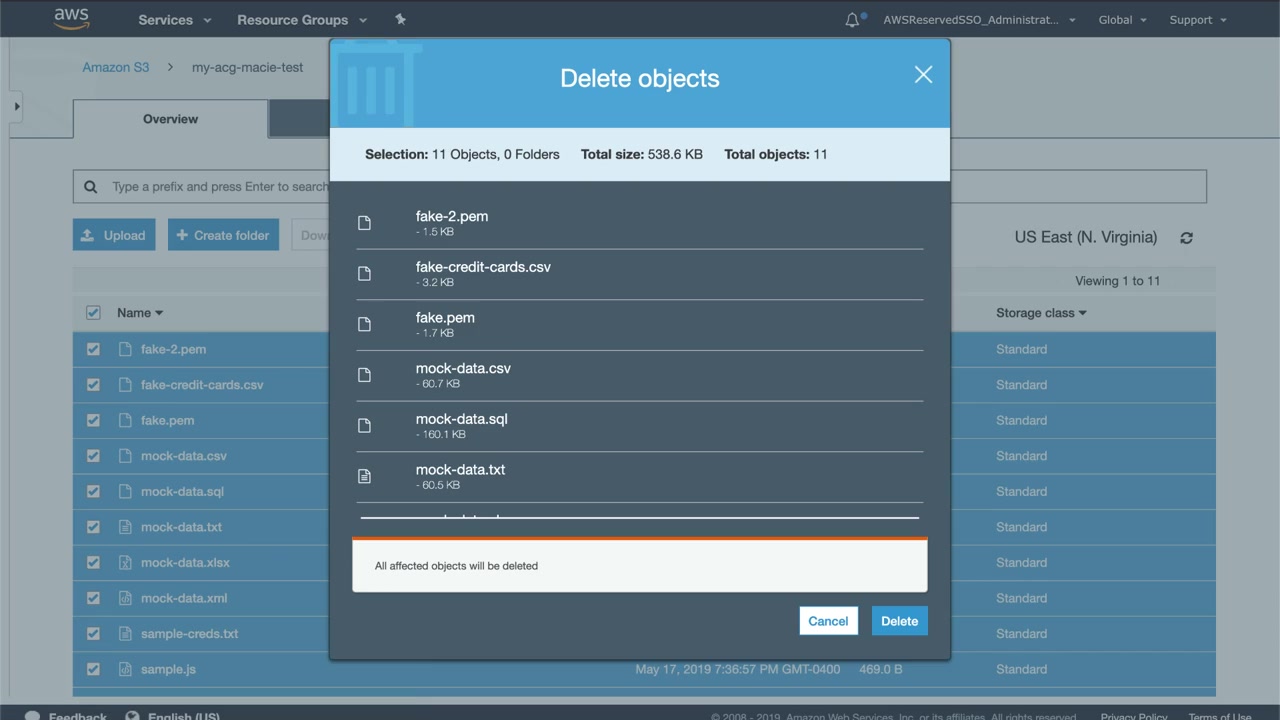 aws
Services
Resource Groups
AWSReservedSSO_Administrat...
Global
Support
Amazon S3
my-acg-macie-test
Overview
Delete objects
Selection: 11 Objects, 0 Folders Total size: 538.6 KB Total objects: 11
Type a prefix and press Enter to search
Upload
Create folder
US East (N. Virginia)
Viewing 1 to 11
Name
Storage class
fake-2.pem
Standard
fake-credit-cards.csv
Standard
fake.pem
Standard
mock-data.csv
Standard
mock-data.sql
Standard
mock-data.txt
Standard
mock-data.xlsx
Standard
mock-data.xml
Standard
sample-creds.txt
Standard
sample.js
May 17, 2019 7:36:57 PM GMT-0400
469.0 B
Standard
fake-2.pem
- 1.5 KB
fake-credit-cards.csv
- 3.2 KB
fake.pem
- 1.7 KB
mock-data.csv
- 60.7 KB
mock-data.sql
- 160.1 KB
mock-data.txt
- 60.5 KB
All affected objects will be deleted
Cancel
Delete
Feedback
English (US)
© 2008 - 2019, Amazon Web Services, Inc. or its affiliates. All rights reserved.
Privacy Policy
Terms of Use